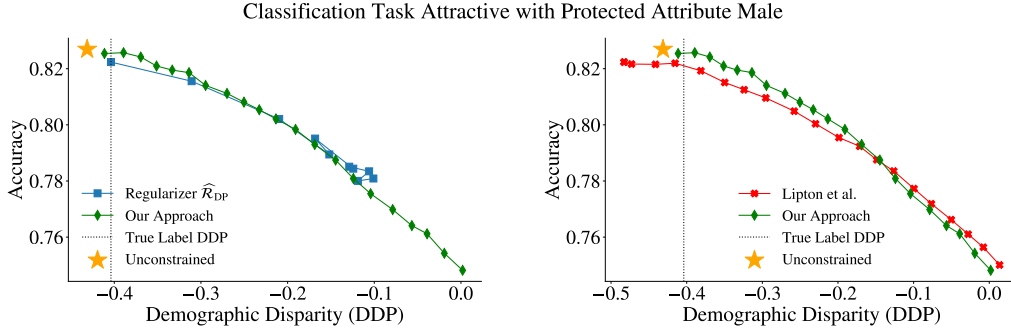 Classification Task Attractive with Protected Attribute Male
Accuracy
0.82
0.80
0.78
0.76
Regularizer R̂_DP
Our Approach
True Label DDP
Unconstrained
−0.4
−0.3
−0.2
−0.1
0.0
Demographic Disparity (DDP)
Accuracy
0.82
0.80
0.78
0.76
Lipton et al.
Our Approach
True Label DDP
Unconstrained
−0.5
−0.4
−0.3
−0.2
−0.1
0.0
Demographic Disparity (DDP)